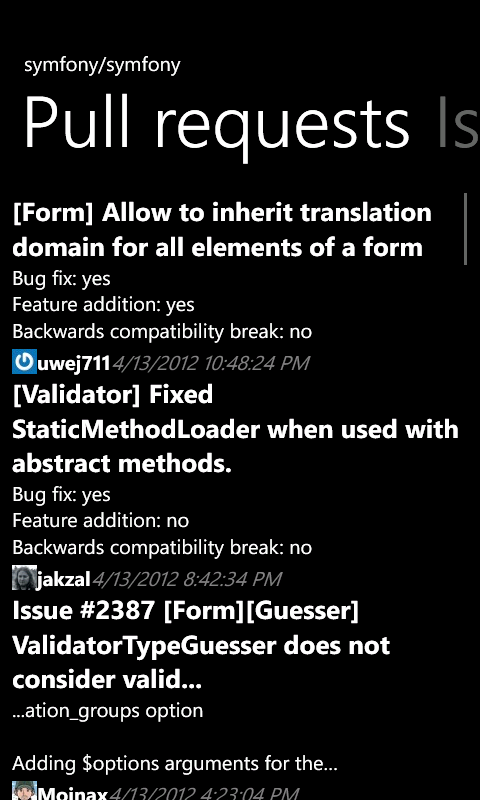 symfony/symfony
Pull requests Is
[Form] Allow to inherit translation
domain for all elements of a form
Bug fix: yes
Feature addition: yes
Backwards compatibility break: no
uwej711 4/13/2012 10:48:24 PM
[Validator] Fixed
StaticMethodLoader when used with
abstract methods.
Bug fix: yes
Feature addition: no
Backwards compatibility break: no
jakzal 4/13/2012 8:42:34 PM
Issue #2387 [Form][Guesser]
ValidatorTypeGuesser does not
consider valid...
...ation_groups option
Adding $options arguments for the...
Moinax 4/13/2012 4:23:04 PM